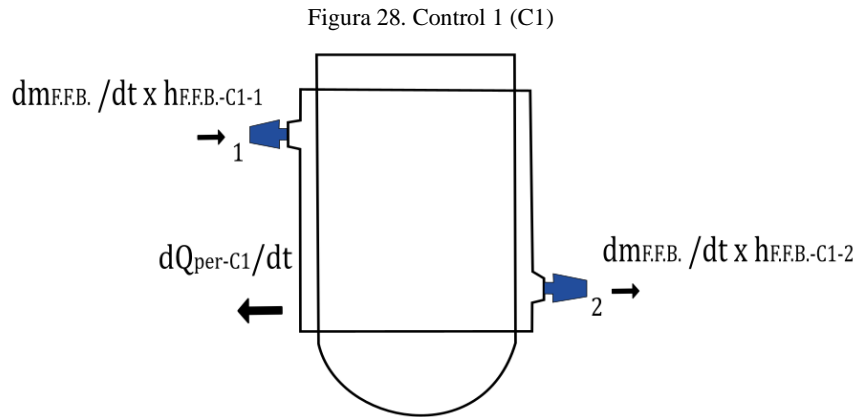 Figura 28. Control 1 (C1)
dmF.F.B. /dt x hF.F.B.-C1-1
1
dQper-C1/dt
dmF.F.B. /dt x hF.F.B.-C1-2
2